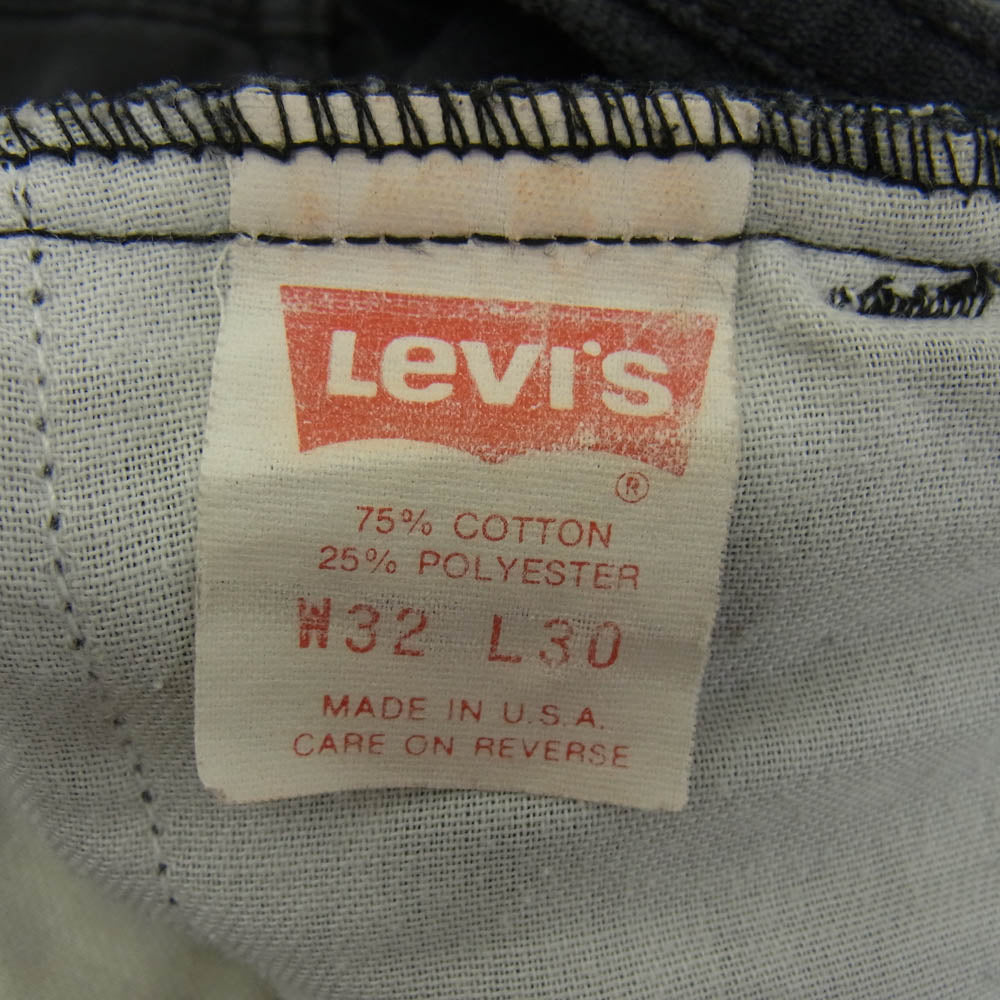 Levi's
®
75% COTTON
25% POLYESTER
W32 L30
MADE IN U.S.A.
CARE ON REVERSE